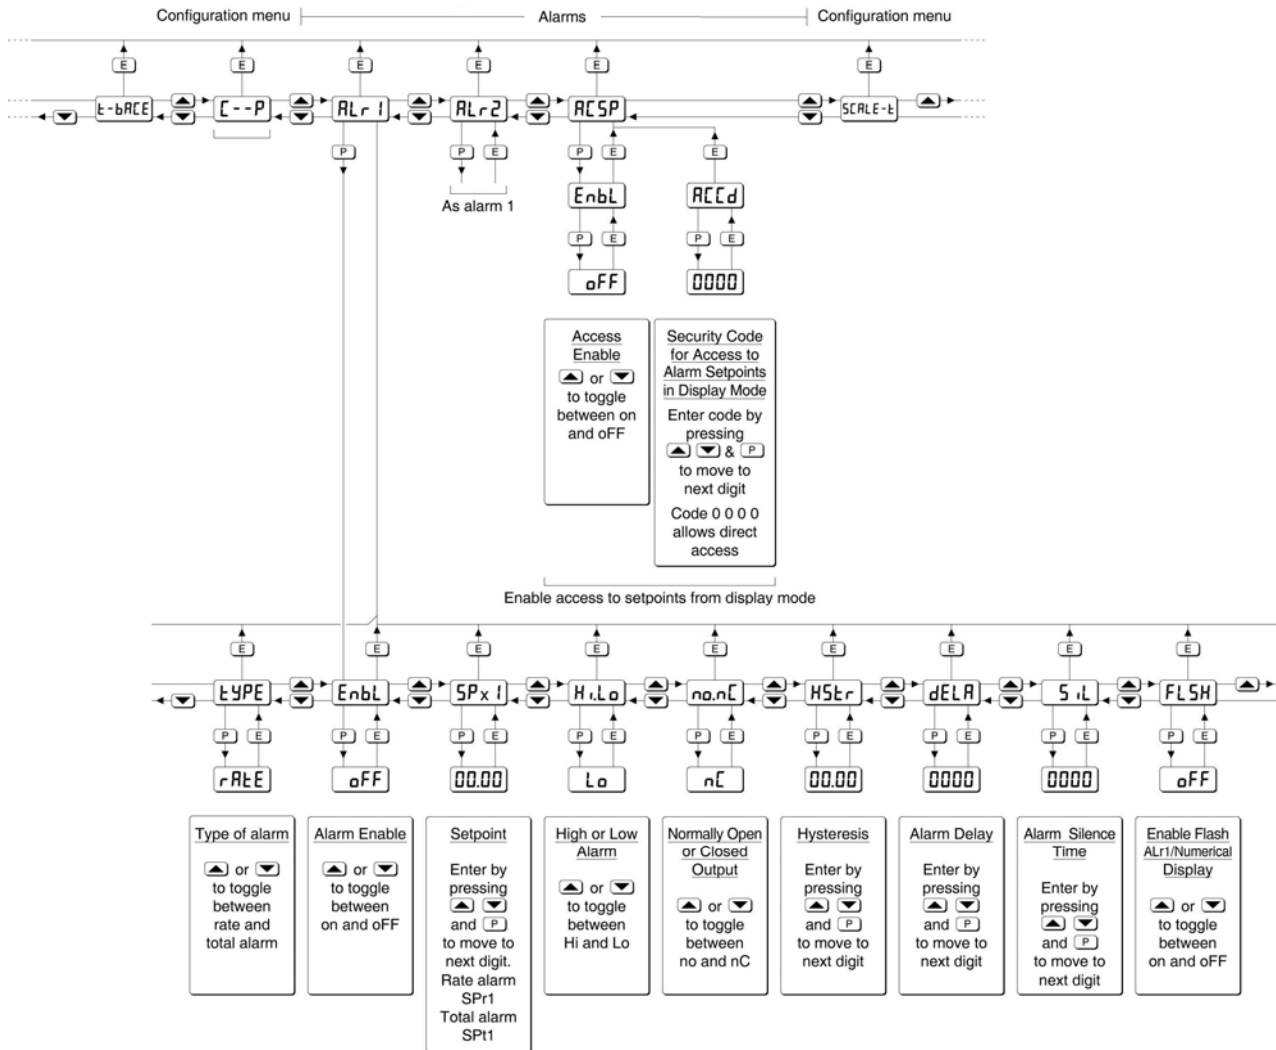 Configuration menu
Alarms
Configuration menu
E E E E E E
t-bASE C--P ALr1 ALr2 ACSP SCALE-t
P P E P E E
As alarm 1
EnbL ACCd
P E P E
oFF 0000
Access
Enable
or
to toggle
between on
and oFF
Security Code
for Access to
Alarm Setpoints
in Display Mode
Enter code by
pressing
& P
to move to
next digit
Code 0 0 0 0
allows direct
access
Enable access to setpoints from display mode
E E E E E E E E E
tYPE EnbL SPx1 Hi.Lo no.nC HStr dELA SiL FLSH
P E P E P E P E P E P E P E P E P E
rAtE oFF 00.00 Lo nC 00.00 0000 0000 oFF
Type of alarm
or
to toggle
between
rate and
total alarm
Alarm Enable
or
to toggle
between
on and oFF
Setpoint
Enter by
pressing
and P
to move to
next digit.
Rate alarm
SPr1
Total alarm
SPt1
High or Low
Alarm
or
to toggle
between
Hi and Lo
Normally Open
or Closed
Output
or
to toggle
between
no and nC
Hysteresis
Enter by
pressing
and P
to move to
next digit
Alarm Delay
Enter by
pressing
and P
to move to
next digit
Alarm Silence
Time
Enter by
pressing
and P
to move to
next digit
Enable Flash
ALr1/Numerical
Display
or
to toggle
between
on and oFF